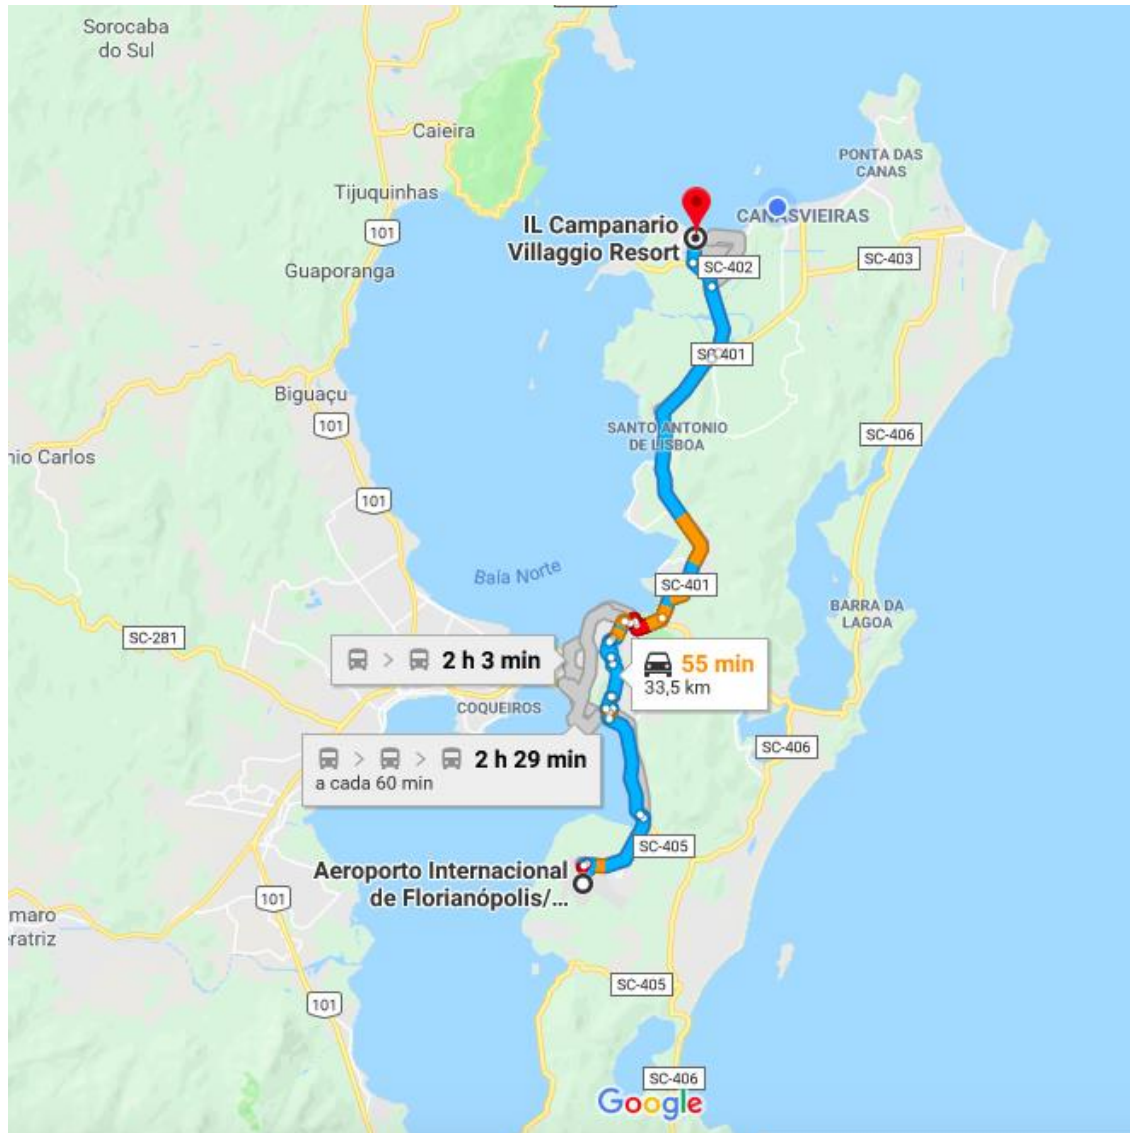 Sorocaba
do Sul
Caieira
PONTA DAS
CANAS
Tijuquinhas
IL Campanario
Villaggio Resort
CANASVIEIRAS
101
SC-402
SC-403
Guaporanga
SC-401
Biguaçu
101
SANTO ANTONIO
DE LISBOA
SC-406
nio Carlos
101
Baía Norte
SC-401
BARRA DA
LAGOA
SC-281
2 h 3 min
55 min
33,5 km
COQUEIROS
SC-406
2 h 29 min
a cada 60 min
SC-405
Aeroporto Internacional
de Florianópolis/...
101
maro
eratriz
SC-405
101
SC-406
Google